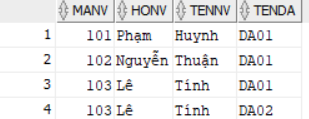 MANV HONV TENNV TENDA
1 101 Phạm Huynh DA01
2 102 Nguyễn Thuận DA01
3 103 Lê Tính DA01
4 103 Lê Tính DA02